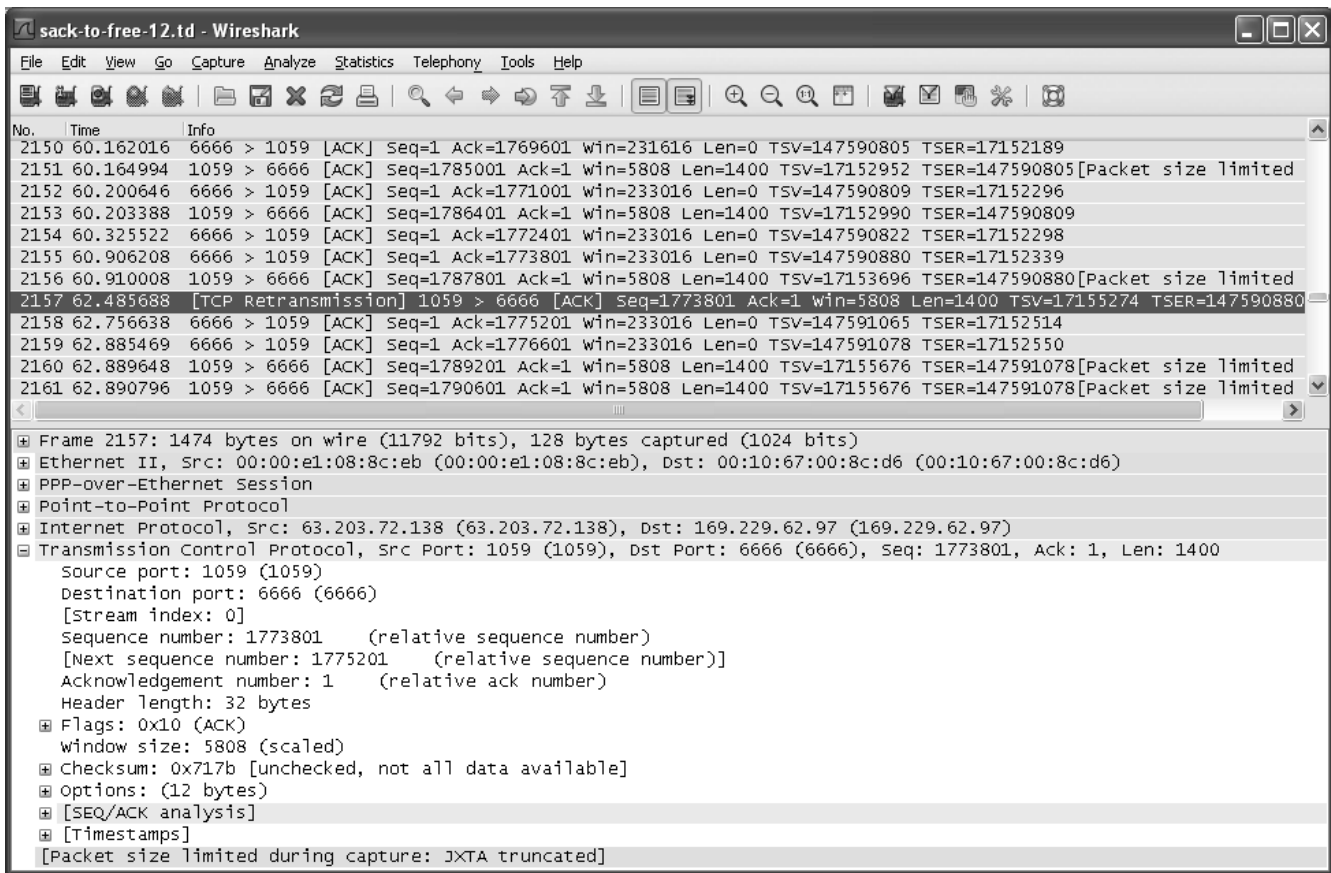 sack-to-free-12.td - Wireshark
File Edit View Go Capture Analyze Statistics Telephony Tools Help
No. Time Info
2150 60.162016 6666 > 1059 [ACK] Seq=1 Ack=1769601 Win=231616 Len=0 TSV=147590805 TSER=17152189
2151 60.164994 1059 > 6666 [ACK] Seq=1785001 Ack=1 Win=5808 Len=1400 TSV=17152952 TSER=147590805[Packet size limited
2152 60.200646 6666 > 1059 [ACK] Seq=1 Ack=1771001 Win=233016 Len=0 TSV=147590809 TSER=17152296
2153 60.203388 1059 > 6666 [ACK] Seq=1786401 Ack=1 Win=5808 Len=1400 TSV=17152990 TSER=147590809
2154 60.325522 6666 > 1059 [ACK] Seq=1 Ack=1772401 Win=233016 Len=0 TSV=147590822 TSER=17152298
2155 60.906208 6666 > 1059 [ACK] Seq=1 Ack=1773801 Win=233016 Len=0 TSV=147590880 TSER=17152339
2156 60.910008 1059 > 6666 [ACK] Seq=1787801 Ack=1 Win=5808 Len=1400 TSV=17153696 TSER=147590880[Packet size limited
2157 62.485688 [TCP Retransmission] 1059 > 6666 [ACK] Seq=1773801 Ack=1 Win=5808 Len=1400 TSV=17155274 TSER=147590880
2158 62.756638 6666 > 1059 [ACK] Seq=1 Ack=1775201 Win=233016 Len=0 TSV=147591065 TSER=17152514
2159 62.885469 6666 > 1059 [ACK] Seq=1 Ack=1776601 Win=233016 Len=0 TSV=147591078 TSER=17152550
2160 62.889648 1059 > 6666 [ACK] Seq=1789201 Ack=1 Win=5808 Len=1400 TSV=17155676 TSER=147591078[Packet size limited
2161 62.890796 1059 > 6666 [ACK] Seq=1790601 Ack=1 Win=5808 Len=1400 TSV=17155676 TSER=147591078[Packet size limited
Frame 2157: 1474 bytes on wire (11792 bits), 128 bytes captured (1024 bits)
Ethernet II, Src: 00:00:e1:08:8c:eb (00:00:e1:08:8c:eb), Dst: 00:10:67:00:8c:d6 (00:10:67:00:8c:d6)
PPP-over-Ethernet Session
Point-to-Point Protocol
Internet Protocol, Src: 63.203.72.138 (63.203.72.138), Dst: 169.229.62.97 (169.229.62.97)
Transmission Control Protocol, Src Port: 1059 (1059), Dst Port: 6666 (6666), Seq: 1773801, Ack: 1, Len: 1400
Source port: 1059 (1059)
Destination port: 6666 (6666)
[Stream index: 0]
Sequence number: 1773801 (relative sequence number)
[Next sequence number: 1775201 (relative sequence number)]
Acknowledgement number: 1 (relative ack number)
Header length: 32 bytes
Flags: 0x10 (ACK)
Window size: 5808 (scaled)
Checksum: 0x717b [unchecked, not all data available]
Options: (12 bytes)
[SEQ/ACK analysis]
[Timestamps]
[Packet size limited during capture: JXTA truncated]